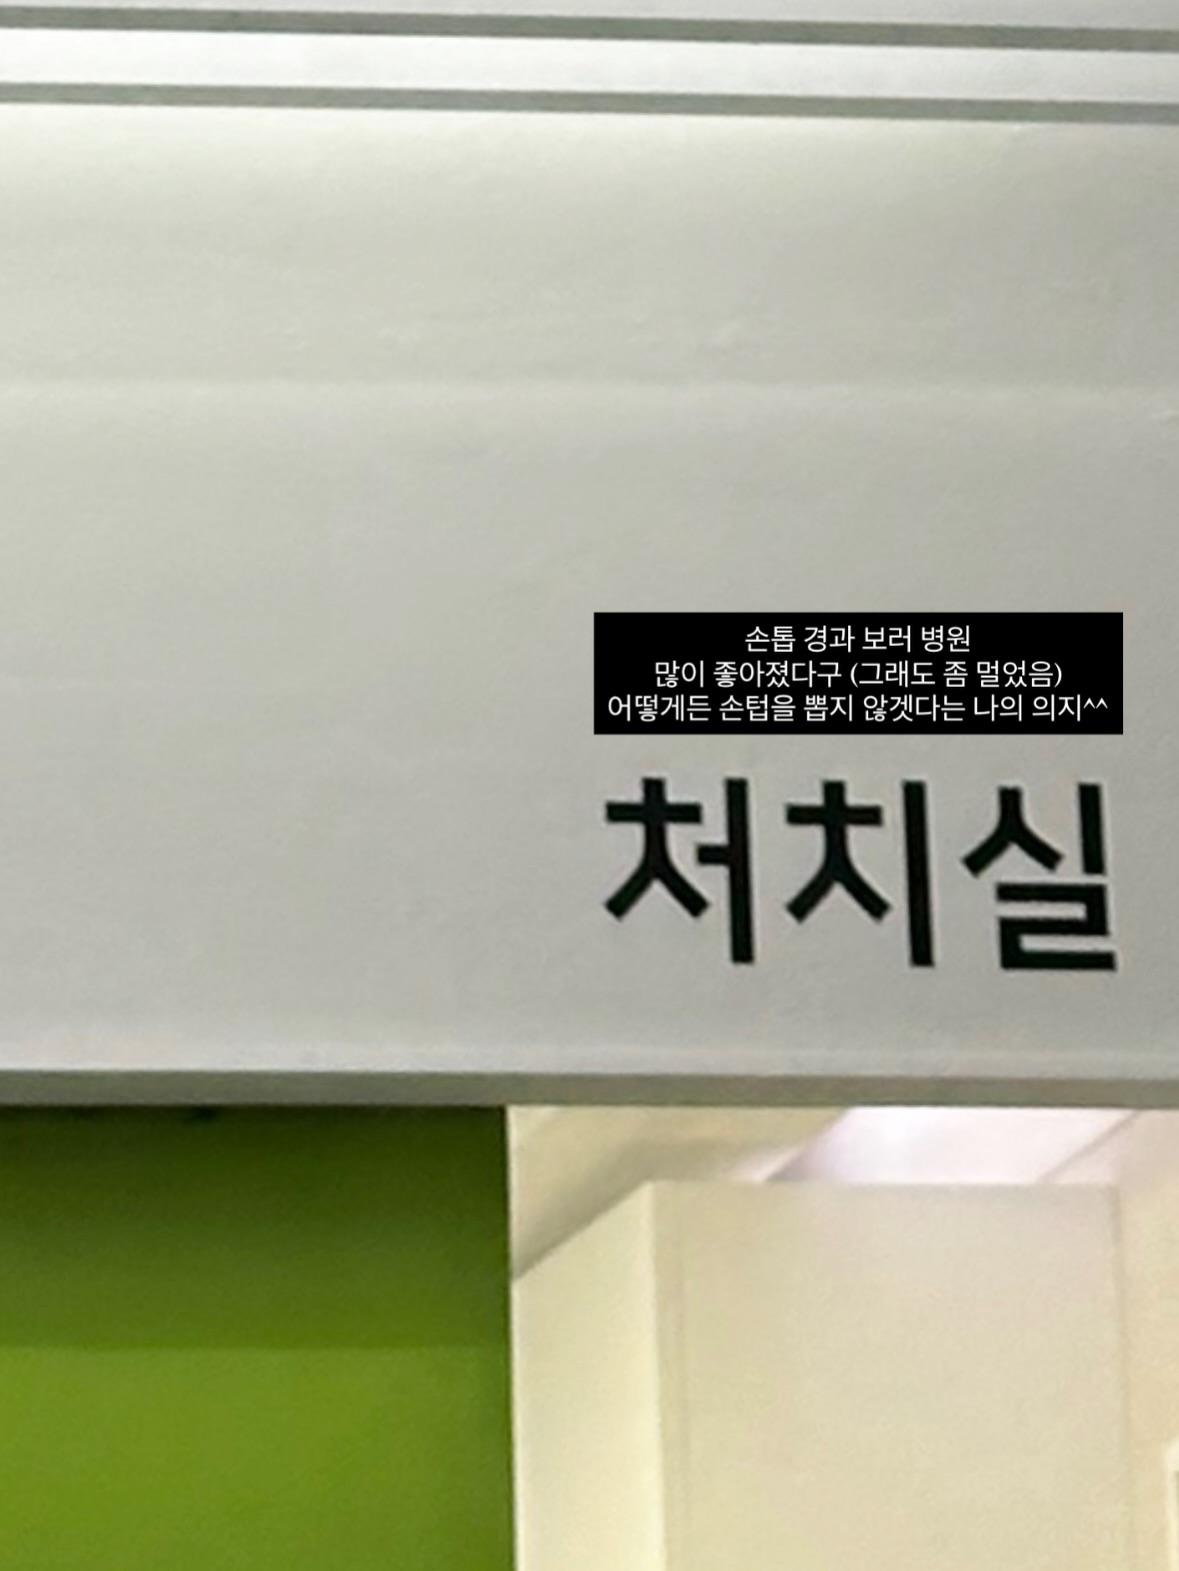 손톱 경과 보러 병원
많이 좋아졌다구 (그래도 좀 멀었음)
어떻게든 손텁을 뽑지 않겟다는 나의 의지^^
처치실